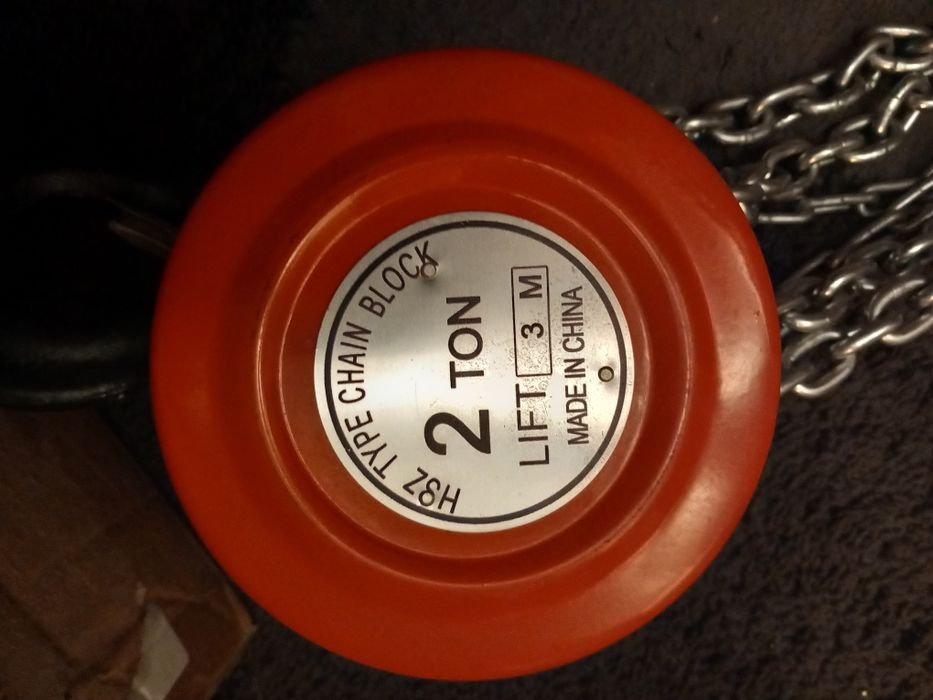 HSZ TYPE CHAIN BLOCK
2 TON
LIFT 3 M
MADE IN CHINA